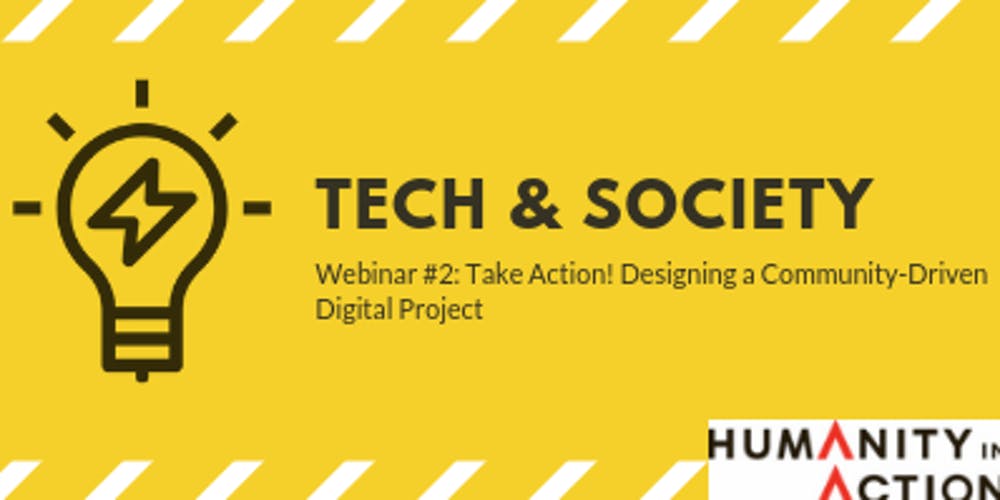 TECH & SOCIETY
Webinar #2: Take Action! Designing a Community-Driven
Digital Project
HUMANITY IN
ACTION